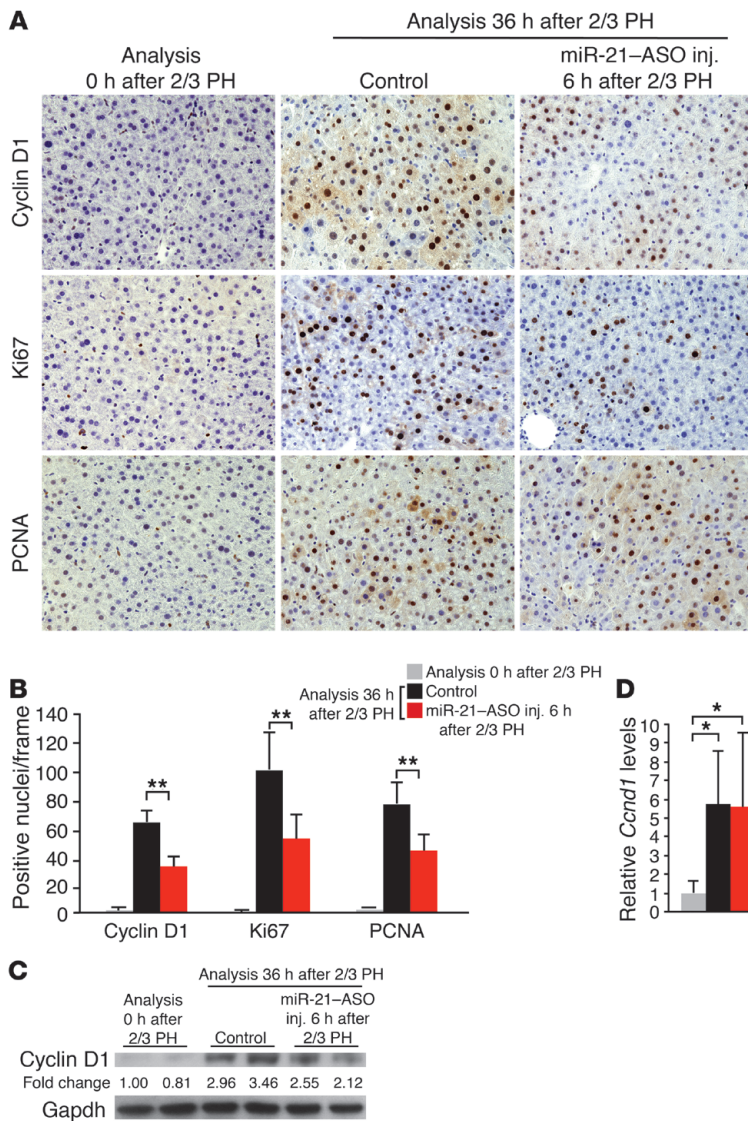 A
Analysis 36 h after 2/3 PH
Analysis
0 h after 2/3 PH
Control
miR-21–ASO inj.
6 h after 2/3 PH
Cyclin D1
Ki67
PCNA
B
Analysis 0 h after 2/3 PH
Analysis 36 h
after 2/3 PH
Control
miR-21–ASO inj. 6 h
after 2/3 PH
Positive nuclei/frame
140
120
100
80
60
40
20
0
**
**
**
Cyclin D1
Ki67
PCNA
D
Relative Ccnd1 levels
10
9
8
7
6
5
4
3
2
1
0
*
*
C
Analysis 36 h after 2/3 PH
Analysis
0 h after
2/3 PH
Control
miR-21–ASO
inj. 6 h after
2/3 PH
Cyclin D1
Fold change 1.00 0.81 2.96 3.46 2.55 2.12
Gapdh